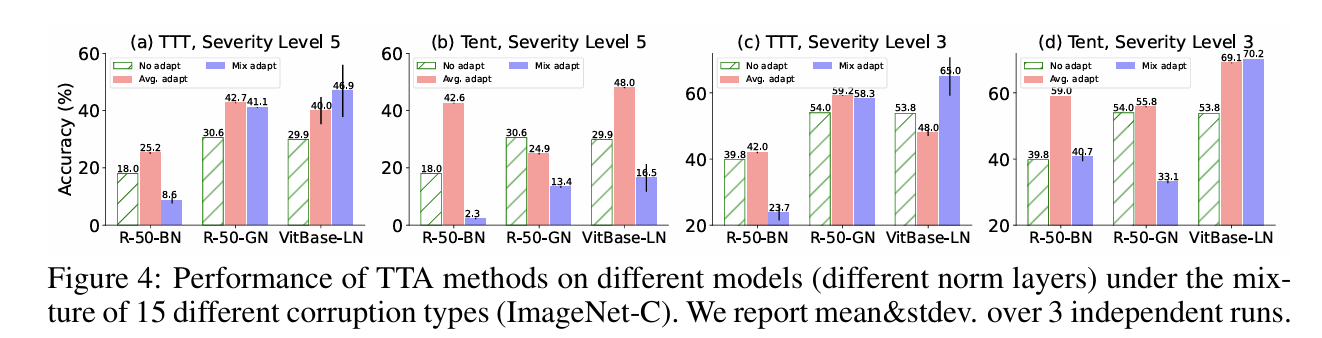 (a) TTT, Severity Level 5
Accuracy (%)
60
40
20
0
No adapt
Avg. adapt
Mix adapt
18.0
25.2
8.6
30.6
42.7
41.1
29.9
40.0
46.9
R-50-BN
R-50-GN
VitBase-LN
(b) Tent, Severity Level 5
60
40
20
0
No adapt
Avg. adapt
Mix adapt
18.0
42.6
2.3
30.6
24.9
13.4
29.9
48.0
16.5
R-50-BN
R-50-GN
VitBase-LN
(c) TTT, Severity Level 3
60
40
20
No adapt
Avg. adapt
Mix adapt
39.8
42.0
23.7
54.0
59.2
58.3
53.8
48.0
65.0
R-50-BN
R-50-GN
VitBase-LN
(d) Tent, Severity Level 3
60
40
20
No adapt
Avg. adapt
Mix adapt
39.8
59.0
40.7
54.0
55.8
33.1
53.8
69.1
70.2
R-50-BN
R-50-GN
VitBase-LN
Figure 4: Performance of TTA methods on different models (different norm layers) under the mix-
ture of 15 different corruption types (ImageNet-C). We report mean&stdev. over 3 independent runs.